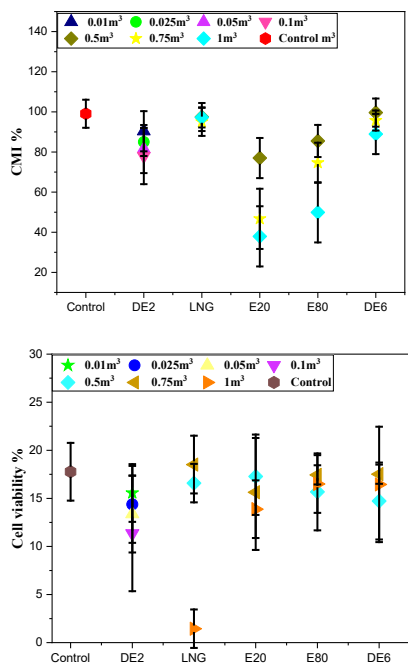 0.01m³ 0.025m³ 0.05m³ 0.1m³
0.5m³ 0.75m³ 1m³ Control m³
CMI %
140
120
100
80
60
40
20
Control DE2 LNG E20 E80 DE6
0.01m³ 0.025m³ 0.05m³ 0.1m³
0.5m³ 0.75m³ 1m³ Control
Cell viability %
30
25
20
15
10
5
0
Control DE2 LNG E20 E80 DE6